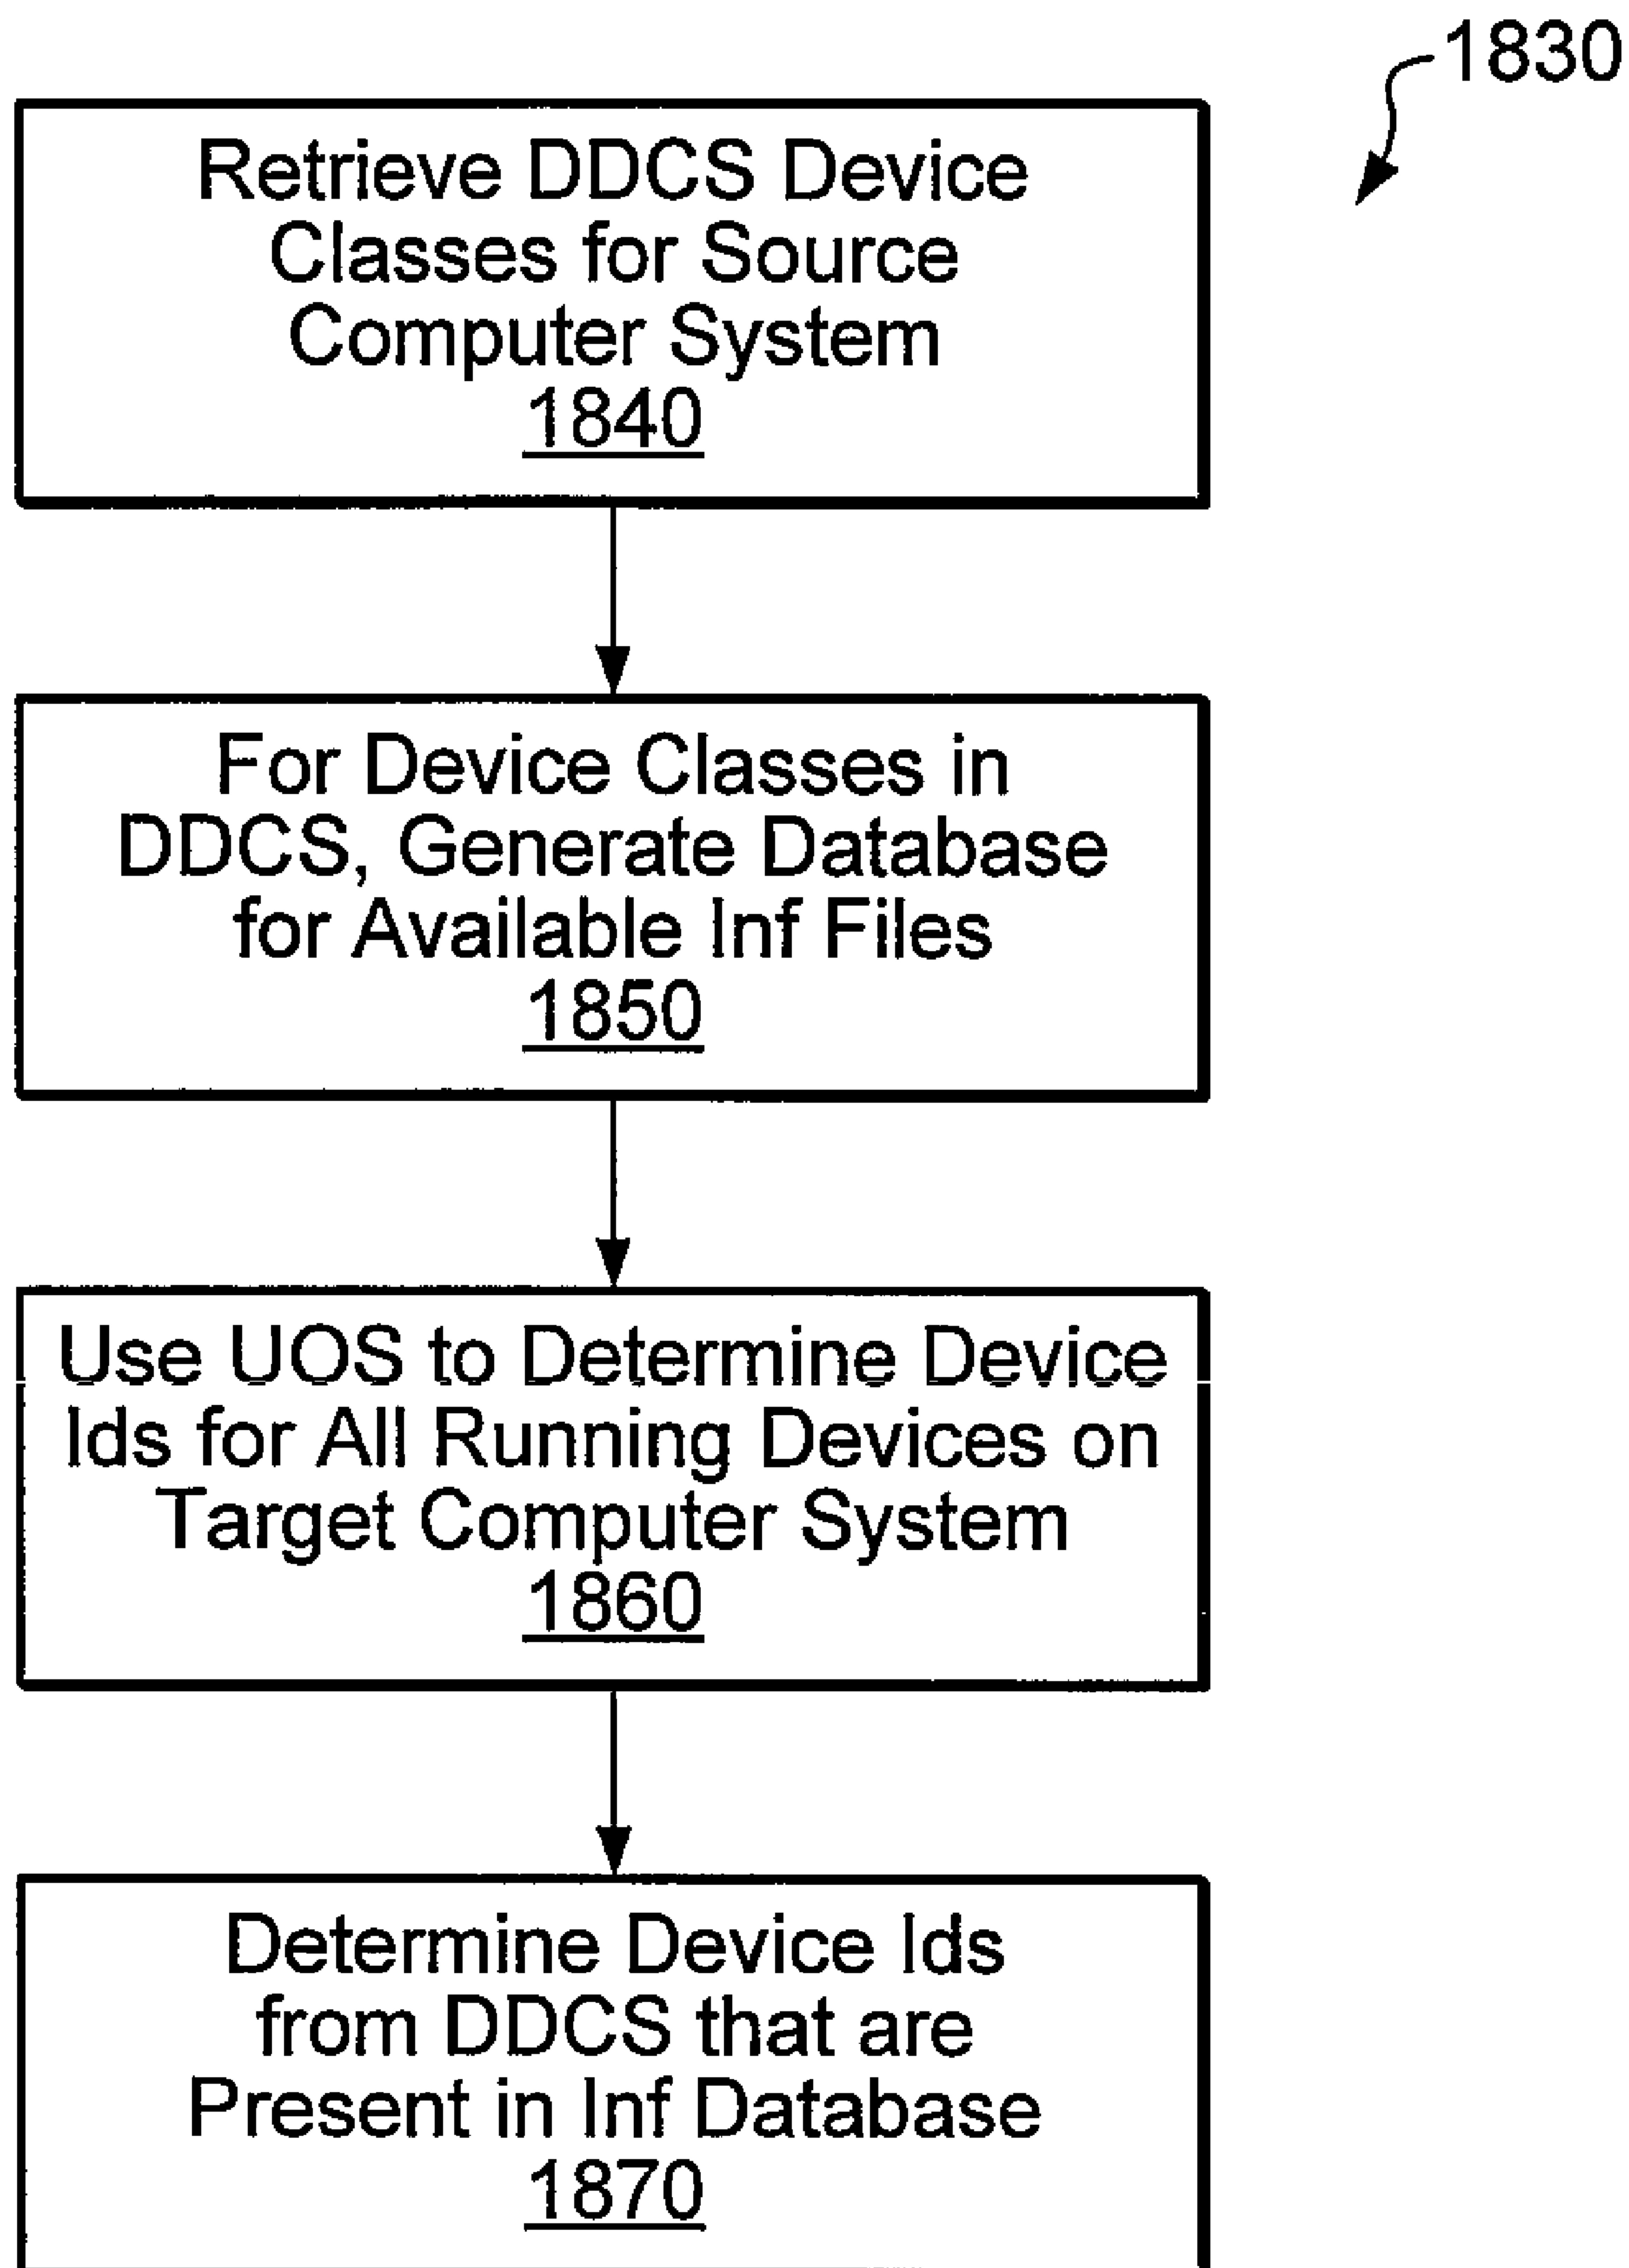 1830
Retrieve DDCS Device
Classes for Source
Computer System
1840
For Device Classes in
DDCS, Generate Database
for Available Inf Files
1850
Use UOS to Determine Device
Ids for All Running Devices on
Target Computer System
1860
Determine Device Ids
from DDCS that are
Present in Inf Database
1870